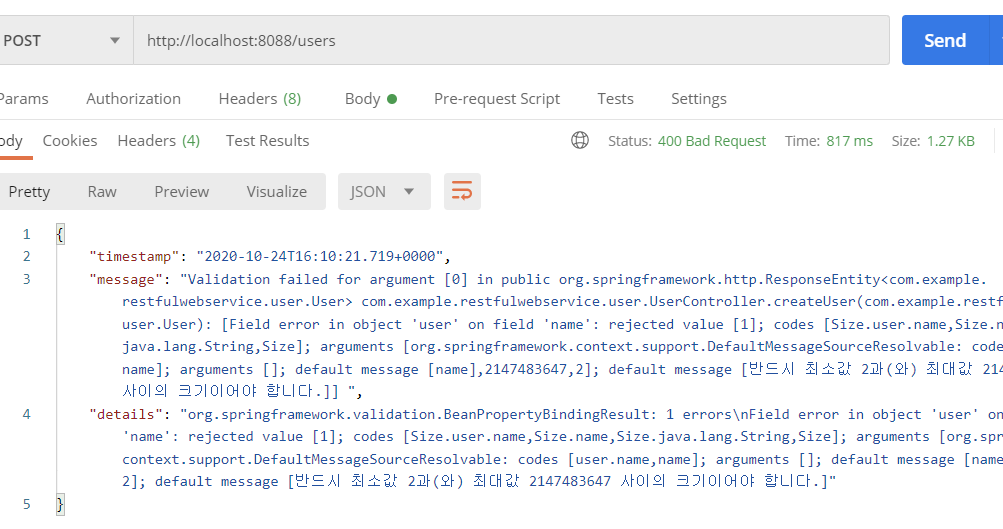 POST http://localhost:8088/users Send
Params Authorization Headers (8) Body Pre-request Script Tests Settings
Cookies Headers (4) Test Results Status: 400 Bad Request Time: 817 ms Size: 1.27 KB
Pretty Raw Preview Visualize JSON
1 {
2 "timestamp": "2020-10-24T16:10:21.719+0000",
3 "message": "Validation failed for argument [0] in public org.springframework.http.ResponseEntity<com.example.
restfulwebservice.user.User> com.example.restfulwebservice.user.UserController.createUser(com.example.restf
user.User): [Field error in object 'user' on field 'name': rejected value [1]; codes [Size.user.name,Size.n
java.lang.String,Size]; arguments [org.springframework.context.support.DefaultMessageSourceResolvable: code
name]; arguments []; default message [name],2147483647,2]; default message [반드시 최소값 2과(와) 최대값 214
사이의 크기이어야 합니다.]] ",
4 "details": "org.springframework.validation.BeanPropertyBindingResult: 1 errors\nField error in object 'user' on
'name': rejected value [1]; codes [Size.user.name,Size.name,Size.java.lang.String,Size]; arguments [org.spr
context.support.DefaultMessageSourceResolvable: codes [user.name,name]; arguments []; default message [name
2]; default message [반드시 최소값 2과(와) 최대값 2147483647 사이의 크기이어야 합니다.]"
5 }